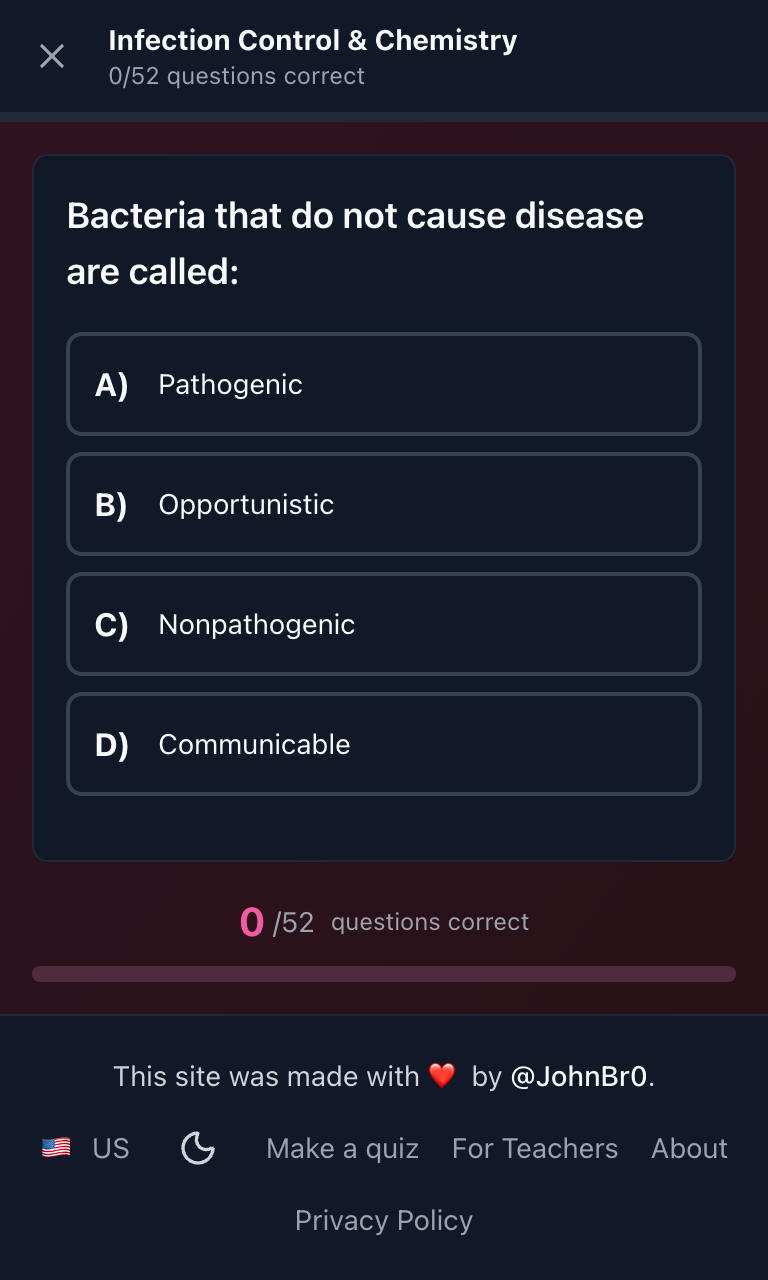 Infection Control & Chemistry
0/52 questions correct
Bacteria that do not cause disease
are called:
A) Pathogenic
B) Opportunistic
C) Nonpathogenic
D) Communicable
0 /52 questions correct
This site was made with ❤️ by @JohnBr0.
🇺🇸 US Make a quiz For Teachers About
Privacy Policy